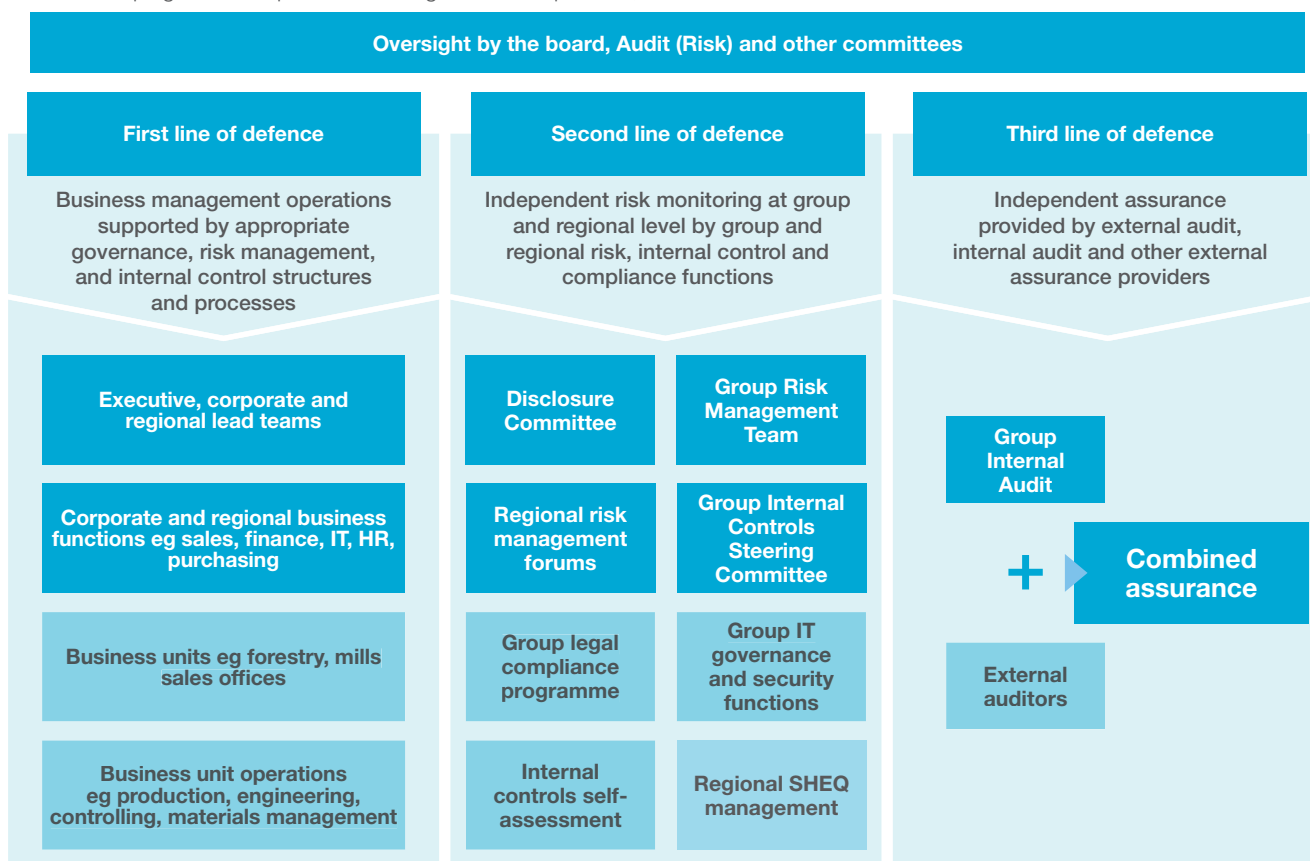 Oversight by the board, Audit (Risk) and other committees
First line of defence
Business management operations
supported by appropriate
governance, risk management,
and internal control structures
and processes
Executive, corporate and
regional lead teams
Corporate and regional business
functions eg sales, finance, IT, HR,
purchasing
Business units eg forestry, mills
sales offices
Business unit operations
eg production, engineering,
controlling, materials management
Second line of defence
Independent risk monitoring at group
and regional level by group and
regional risk, internal control and
compliance functions
Disclosure
Committee
Group Risk
Management
Team
Regional risk
management
forums
Group Internal
Controls
Steering
Committee
Group legal
compliance
programme
Group IT
governance
and security
functions
Internal
controls self-
assessment
Regional SHEQ
management
Third line of defence
Independent assurance
provided by external audit,
internal audit and other external
assurance providers
Group
Internal
Audit
+
Combined
assurance
External
auditors